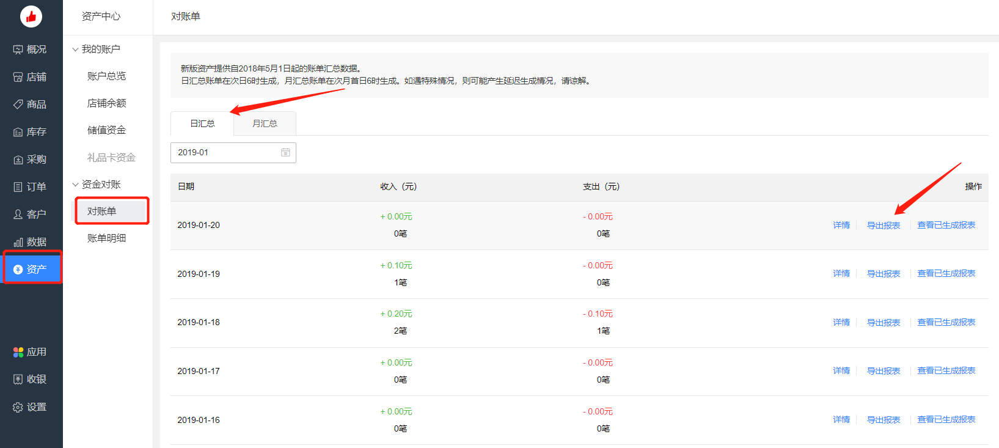 资产中心
对账单
概况
店铺
商品
库存
采购
订单
客户
数据
资产
应用
收银
设置
我的账户
账户总览
店铺余额
储值资金
礼品卡资金
资金对账
对账单
账单明细
新版资产提供自2018年5月1日起的账单汇总数据。
日汇总账单在次日6时生成，月汇总账单在次月首日6时生成。如遇特殊情况，则可能产生延迟生成情况，请谅解。
日汇总 月汇总
2019-01
日期 收入（元） 支出（元） 操作
2019-01-20 + 0.00元 0笔 - 0.00元 0笔 详情 导出报表 查看已生成报表
2019-01-19 + 0.10元 1笔 - 0.00元 0笔 详情 导出报表 查看已生成报表
2019-01-18 + 0.20元 2笔 - 0.10元 1笔 详情 导出报表 查看已生成报表
2019-01-17 + 0.00元 0笔 - 0.00元 0笔 详情 导出报表 查看已生成报表
2019-01-16 + 0.00元 0笔 - 0.00元 0笔 详情 导出报表 查看已生成报表